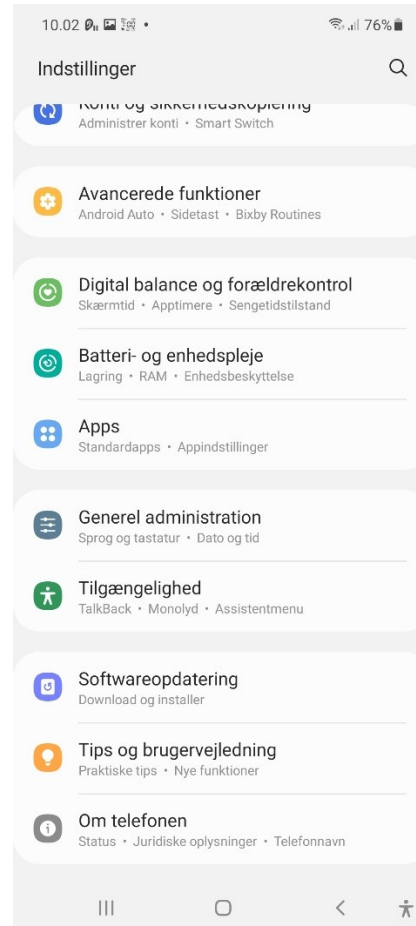 10.02 76%
Indstillinger
Konti og sikkerhedskopiering
Administrer konti • Smart Switch
Avancerede funktioner
Android Auto • Sidetast • Bixby Routines
Digital balance og forældrekontrol
Skærmtid • Apptimere • Sengetidstilstand
Batteri- og enhedspleje
Lagring • RAM • Enhedsbeskyttelse
Apps
Standardapps • Appindstillinger
Generel administration
Sprog og tastatur • Dato og tid
Tilgængelighed
TalkBack • Monolyd • Assistentmenu
Softwareopdatering
Download og installer
Tips og brugervejledning
Praktiske tips • Nye funktioner
Om telefonen
Status • Juridiske oplysninger • Telefonnavn